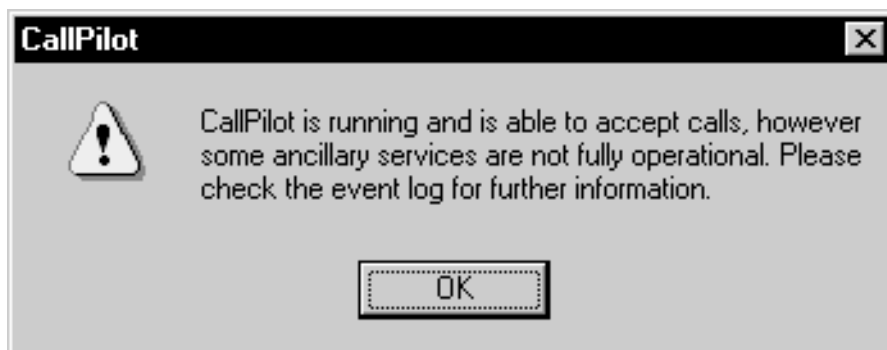 CallPilot
CallPilot is running and is able to accept calls, however
some ancillary services are not fully operational. Please
check the event log for further information.
OK